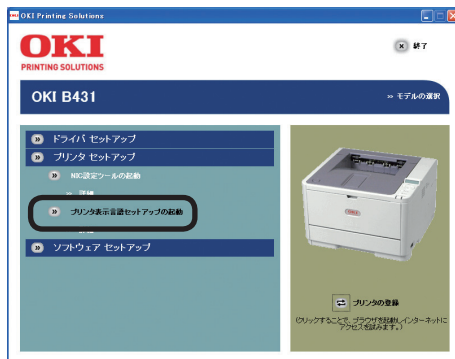 OKI Printing Solutions
OKI
PRINTING SOLUTIONS
終了
OKI B431
モデルの選択
ドライバ セットアップ
プリンタ セットアップ
NIC設定ツールの起動
詳細
プリンタ表示言語セットアップの起動
ソフトウェア セットアップ
OKI
プリンタの登録
(クリックすることで、ブラウザを起動しインターネットに
アクセスを試みます。)